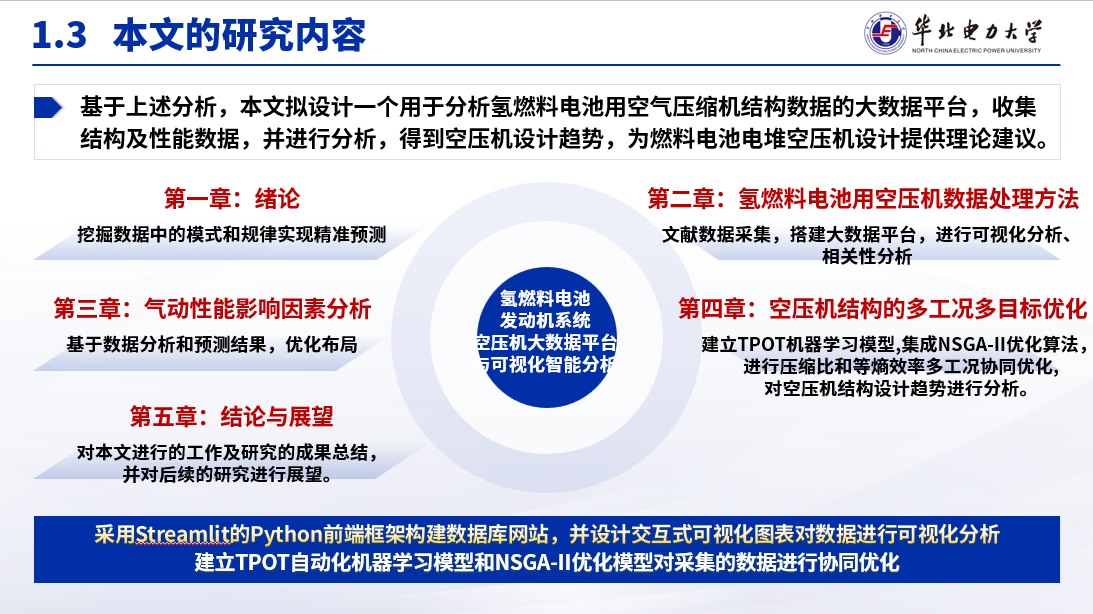 1.3 本文的研究内容
华北电力大学
NORTH CHINA ELECTRIC POWER UNIVERSITY
基于上述分析，本文拟设计一个用于分析氢燃料电池用空气压缩机结构数据的大数据平台，收集
结构及性能数据，并进行分析，得到空压机设计趋势，为燃料电池电堆空压机设计提供理论建议。
第一章：绪论
挖掘数据中的模式和规律实现精准预测
第二章：氢燃料电池用空压机数据处理方法
文献数据采集，搭建大数据平台，进行可视化分析、
相关性分析
第三章：气动性能影响因素分析
基于数据分析和预测结果，优化布局
第四章：空压机结构的多工况多目标优化
建立TPOT机器学习模型,集成NSGA-II优化算法，
进行压缩比和等熵效率多工况协同优化,
对空压机结构设计趋势进行分析。
氢燃料电池
发动机系统
空压机大数据平台
与可视化智能分析
第五章：结论与展望
对本文进行的工作及研究的成果总结，
并对后续的研究进行展望。
采用Streamlit的Python前端框架构建数据库网站，并设计交互式可视化图表对数据进行可视化分析
建立TPOT自动化机器学习模型和NSGA-II优化模型对采集的数据进行协同优化